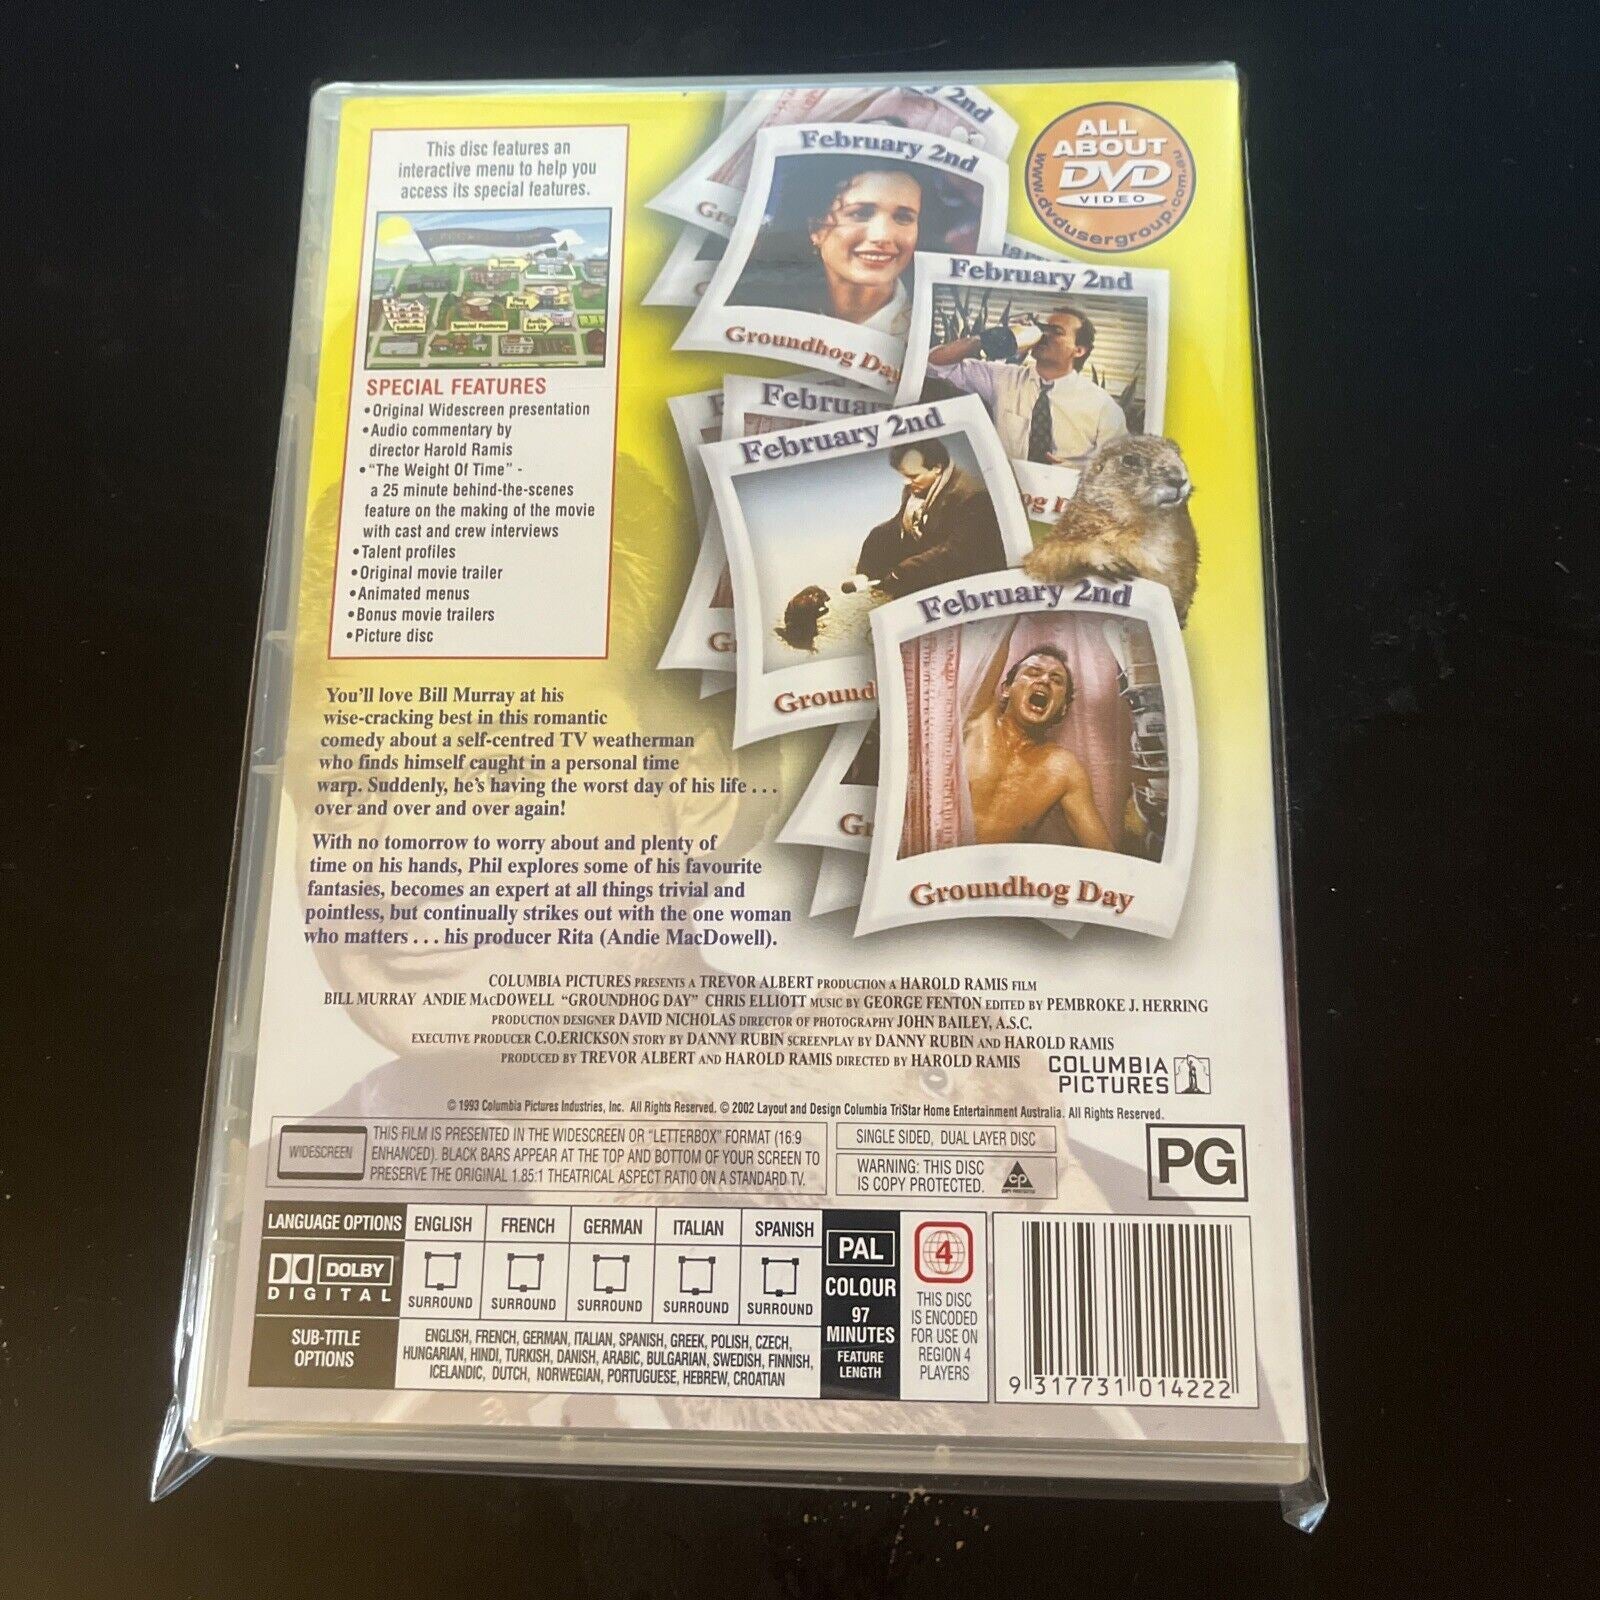 This disc features an
interactive menu to help you
access its special features.
Subtitles
Special Features
Audio
Set Up
SPECIAL FEATURES
•Original Widescreen presentation
•Audio commentary by
director Harold Ramis
•"The Weight Of Time" -
a 25 minute behind-the-scenes
feature on the making of the movie
with cast and crew interviews
•Talent profiles
•Original movie trailer
•Animated menus
•Bonus movie trailers
•Picture disc
y 2nd
February 2nd
Gr
Groundhog Day
ALL
ABOUT
DVD
VIDEO
www.dvdusergroup.com.net
February 2nd
og D
F
Februar
February 2nd
G
Ground
G
February 2nd
Groundhog Day
You'll love Bill Murray at his
wise-cracking best in this romantic
comedy about a self-centred TV weatherman
who finds himself caught in a personal time
warp. Suddenly, he's having the worst day of his life . . .
over and over and over again!
With no tomorrow to worry about and plenty of
time on his hands, Phil explores some of his favourite
fantasies, becomes an expert at all things trivial and
pointless, but continually strikes out with the one woman
who matters . . . his producer Rita (Andie MacDowell).
COLUMBIA PICTURES PRESENTS A TREVOR ALBERT PRODUCTION A HAROLD RAMIS FILM
BILL MURRAY ANDIE MACDOWELL "GROUNDHOG DAY" CHRIS ELLIOTT MUSIC BY GEORGE FENTON EDITED BY PEMBROKE J. HERRING
PRODUCTION DESIGNER DAVID NICHOLAS DIRECTOR OF PHOTOGRAPHY JOHN BAILEY, A.S.C.
EXECUTIVE PRODUCER C.O.ERICKSON STORY BY DANNY RUBIN SCREENPLAY BY DANNY RUBIN AND HAROLD RAMIS
PRODUCED BY TREVOR ALBERT AND HAROLD RAMIS DIRECTED BY HAROLD RAMIS
COLUMBIA
PICTURES
© 1993 Columbia Pictures Industries, Inc. All Rights Reserved. © 2002 Layout and Design Columbia TriStar Home Entertainment Australia. All Rights Reserved.
WIDESCREEN
THIS FILM IS PRESENTED IN THE WIDESCREEN OR "LETTERBOX" FORMAT (16:9
ENHANCED). BLACK BARS APPEAR AT THE TOP AND BOTTOM OF YOUR SCREEN TO
PRESERVE THE ORIGINAL 1.85:1 THEATRICAL ASPECT RATIO ON A STANDARD TV.
SINGLE SIDED, DUAL LAYER DISC
WARNING: THIS DISC
IS COPY PROTECTED.
CP
COPY PROTECTED
PG
LANGUAGE OPTIONS ENGLISH FRENCH GERMAN ITALIAN SPANISH
DOLBY
DIGITAL
SURROUND SURROUND SURROUND SURROUND SURROUND
SUB-TITLE
OPTIONS
ENGLISH, FRENCH, GERMAN, ITALIAN, SPANISH, GREEK, POLISH, CZECH,
HUNGARIAN, HINDI, TURKISH, DANISH, ARABIC, BULGARIAN, SWEDISH, FINNISH,
ICELANDIC, DUTCH, NORWEGIAN, PORTUGUESE, HEBREW, CROATIAN
PAL
COLOUR
97
MINUTES
FEATURE
LENGTH
4
THIS DISC
IS ENCODED
FOR USE ON
REGION 4
PLAYERS
9 317731 014222